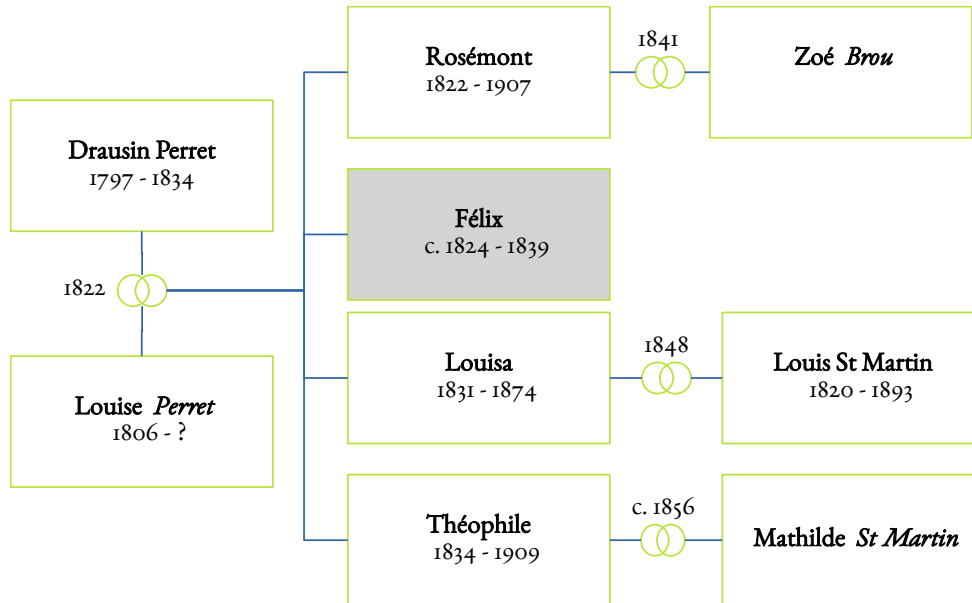 Drausin Perret
1797 - 1834
1822
Louise Perret
1806 - ?
Rosémont
1822 - 1907
1841
Zoé Brou
Félix
c. 1824 - 1839
Louisa
1831 - 1874
1848
Louis St Martin
1820 - 1893
Théophile
1834 - 1909
c. 1856
Mathilde St Martin